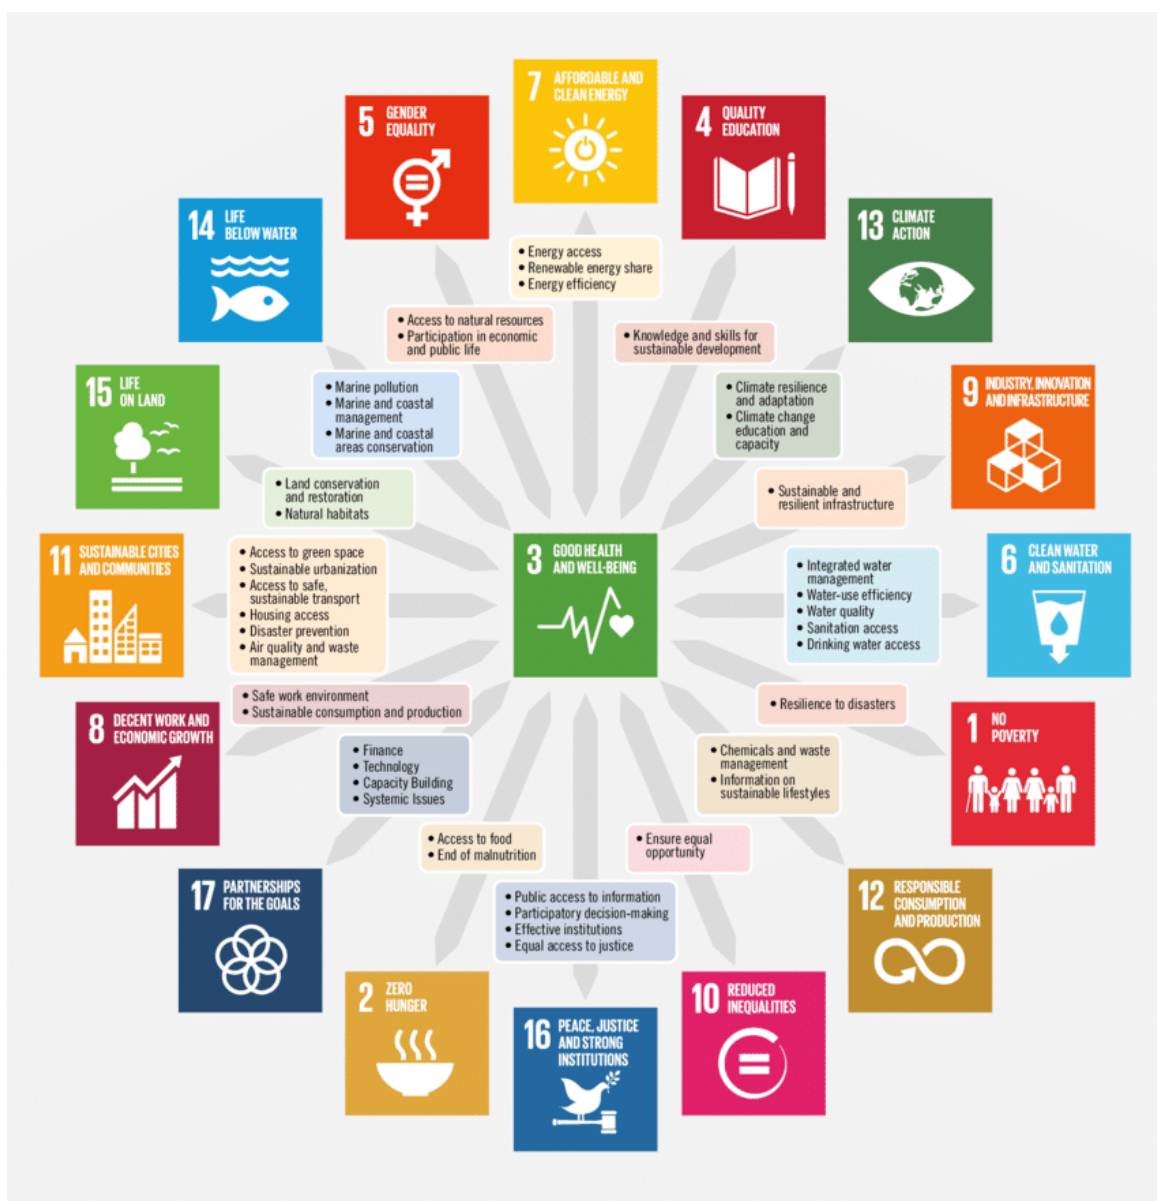 7 AFFORDABLE AND
CLEAN ENERGY
5 GENDER
EQUALITY
4 QUALITY
EDUCATION
14 LIFE
BELOW WATER
13 CLIMATE
ACTION
• Energy access
• Renewable energy share
• Energy efficiency
• Access to natural resources
• Participation in economic
and public life
• Knowledge and skills for
sustainable development
15 LIFE
ON LAND
• Marine pollution
• Marine and coastal
management
• Marine and coastal
areas conservation
• Climate resilience
and adaptation
• Climate change
education and
capacity
9 INDUSTRY, INNOVATION
AND INFRASTRUCTURE
• Land conservation
and restoration
• Natural habitats
• Sustainable and
resilient infrastructure
11 SUSTAINABLE CITIES
AND COMMUNITIES
• Access to green space
• Sustainable urbanization
• Access to safe,
sustainable transport
• Housing access
• Disaster prevention
• Air quality and waste
management
3 GOOD HEALTH
AND WELL-BEING
• Integrated water
management
• Water-use efficiency
• Water quality
• Sanitation access
• Drinking water access
6 CLEAN WATER
AND SANITATION
• Safe work environment
• Sustainable consumption and production
• Resilience to disasters
8 DECENT WORK AND
ECONOMIC GROWTH
1 NO
POVERTY
• Finance
• Technology
• Capacity Building
• Systemic Issues
• Chemicals and waste
management
• Information on
sustainable lifestyles
• Access to food
• End of malnutrition
• Ensure equal
opportunity
17 PARTNERSHIPS
FOR THE GOALS
• Public access to information
• Participatory decision-making
• Effective institutions
• Equal access to justice
12 RESPONSIBLE
CONSUMPTION
AND PRODUCTION
2 ZERO
HUNGER
16 PEACE, JUSTICE
AND STRONG
INSTITUTIONS
10 REDUCED
INEQUALITIES